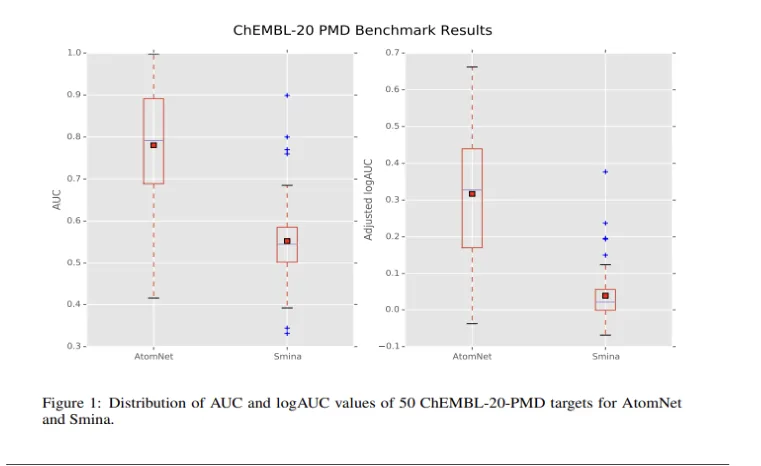 ChEMBL-20 PMD Benchmark Results
AUC
1.0
0.9
0.8
0.7
0.6
0.5
0.4
0.3
AtomNet Smina
Adjusted logAUC
0.7
0.6
0.5
0.4
0.3
0.2
0.1
0.0
−0.1
AtomNet Smina
Figure 1: Distribution of AUC and logAUC values of 50 ChEMBL-20-PMD targets for AtomNet
and Smina.